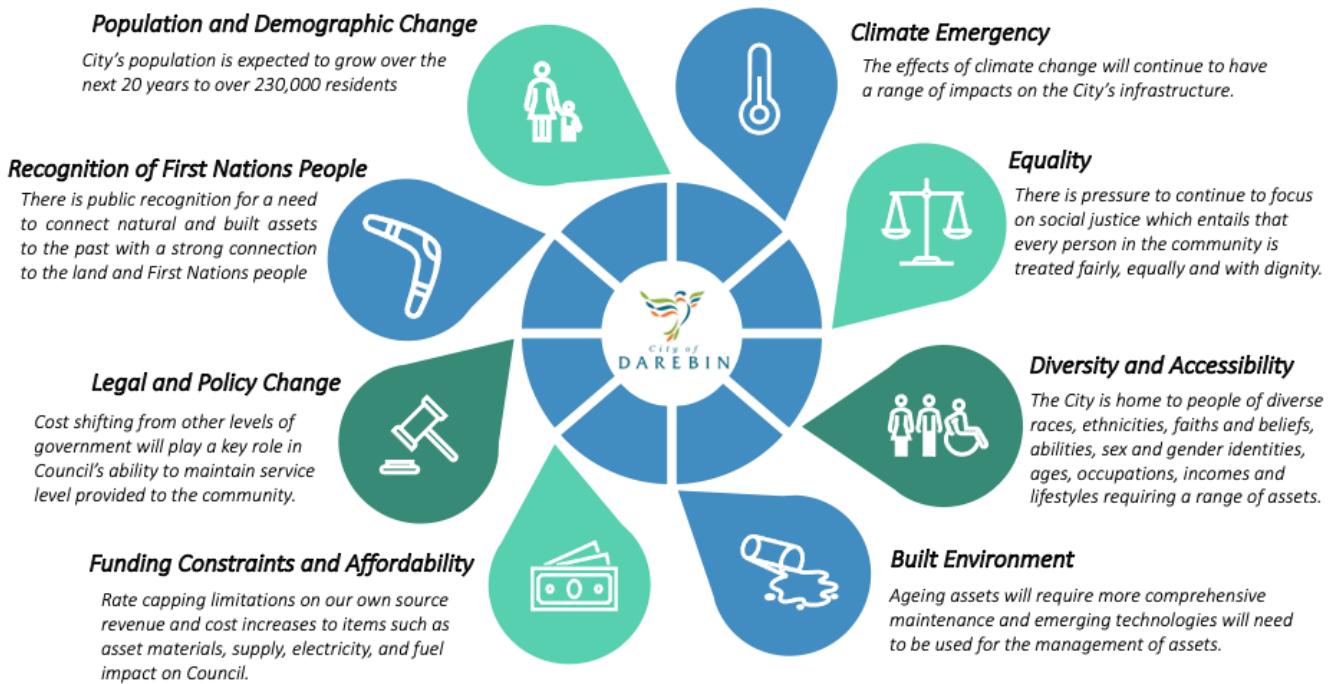 Population and Demographic Change
City's population is expected to grow over the
next 20 years to over 230,000 residents
Climate Emergency
The effects of climate change will continue to have
a range of impacts on the City's infrastructure.
Recognition of First Nations People
There is public recognition for a need
to connect natural and built assets
to the past with a strong connection
to the land and First Nations people
Equality
There is pressure to continue to focus
on social justice which entails that
every person in the community is
treated fairly, equally and with dignity.
City of
DAREBIN
Legal and Policy Change
Cost shifting from other levels of
government will play a key role in
Council's ability to maintain service
level provided to the community.
Diversity and Accessibility
The City is home to people of diverse
races, ethnicities, faiths and beliefs,
abilities, sex and gender identities,
ages, occupations, incomes and
lifestyles requiring a range of assets.
Funding Constraints and Affordability
Rate capping limitations on our own source
revenue and cost increases to items such as
asset materials, supply, electricity, and fuel
impact on Council.
Built Environment
Ageing assets will require more comprehensive
maintenance and emerging technologies will need
to be used for the management of assets.